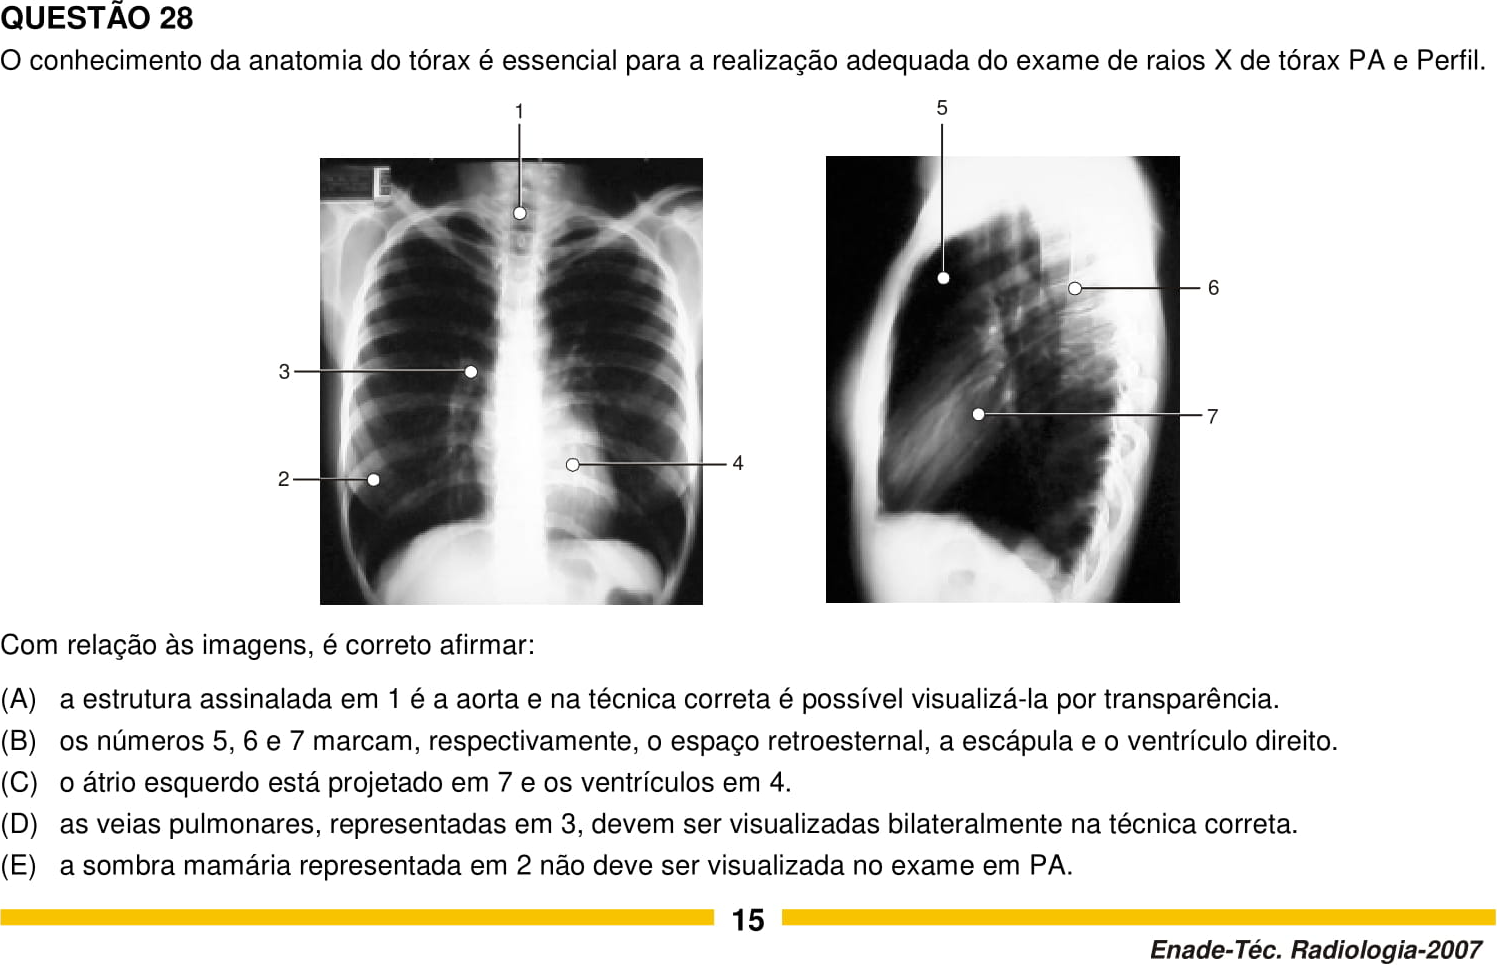 QUESTÃO 28
O conhecimento da anatomia do tórax é essencial para a realização adequada do exame de raios X de tórax PA e Perfil.
1
5
E
6
3
7
4
2
Com relação às imagens, é correto afirmar:
(A) a estrutura assinalada em 1 é a aorta e na técnica correta é possível visualizá-la por transparência.
(B) os números 5, 6 e 7 marcam, respectivamente, o espaço retroesternal, a escápula e o ventrículo direito.
(C) o átrio esquerdo está projetado em 7 e os ventrículos em 4.
(D) as veias pulmonares, representadas em 3, devem ser visualizadas bilateralmente na técnica correta.
(E) a sombra mamária representada em 2 não deve ser visualizada no exame em PA.
15
Enade-Téc. Radiologia-2007